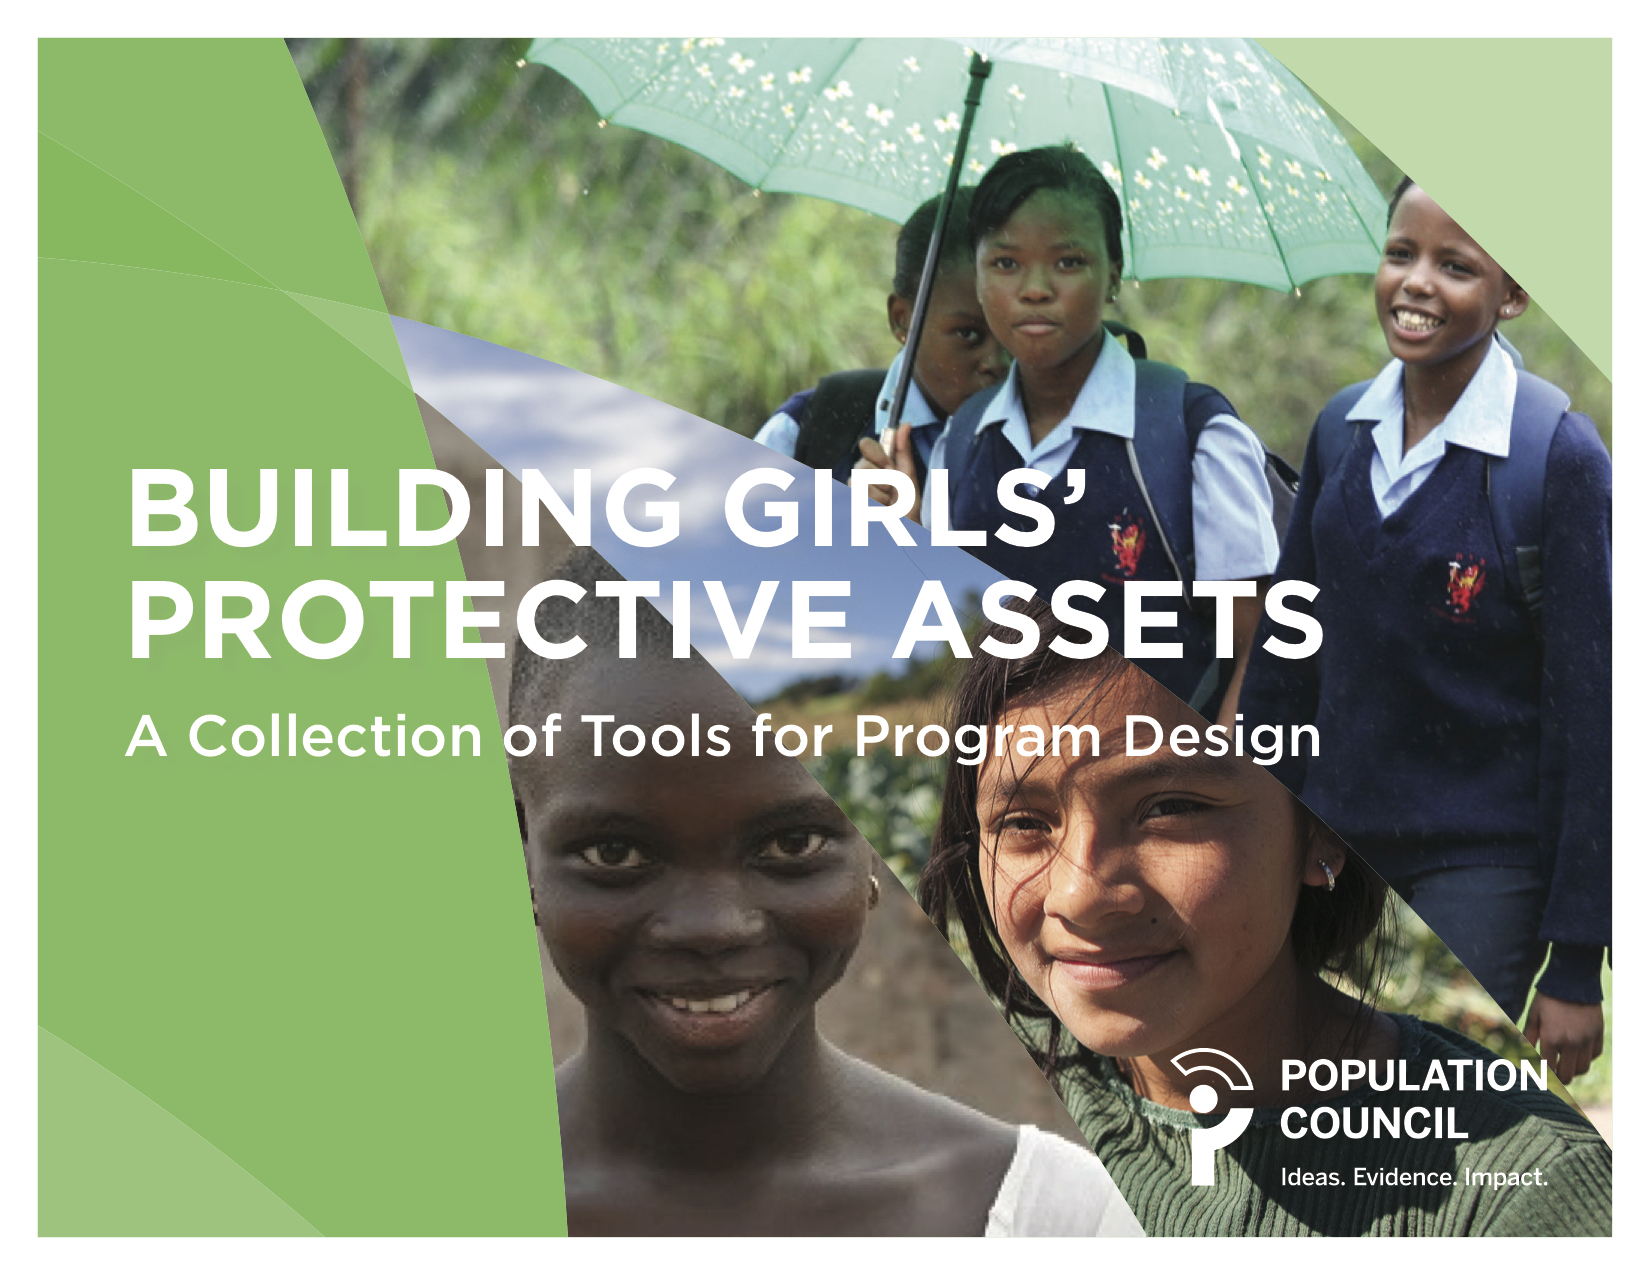 BUILDING GIRLS’
PROTECTIVE ASSETS
A Collection of Tools for Program Design
POPULATION
COUNCIL
Ideas. Evidence. Impact.